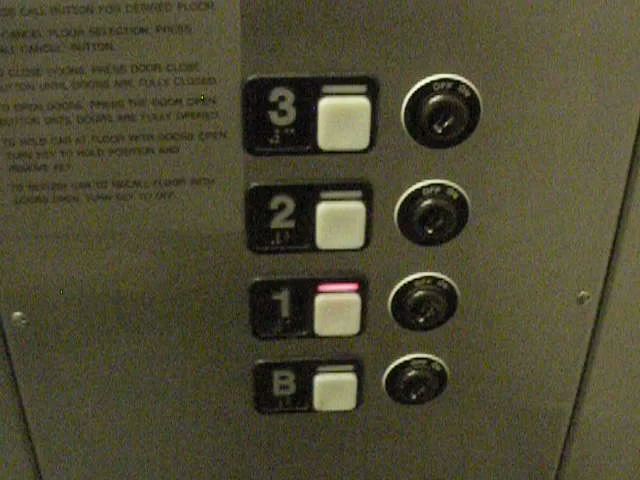 CALL BUTTON FOR DESIRED FLOOR
CANCEL FLOOR SELECTION, PRESS
CALL CANCEL BUTTON.
CLOSE DOORS, PRESS DOOR CLOSE
BUTTON UNTIL DOORS ARE FULLY CLOSED.
TO OPEN DOORS, PRESS THE DOOR OPEN
BUTTON UNTIL DOORS ARE FULLY OPENED.
TO HOLD CAR AT FLOOR WITH DOORS OPEN
TURN KEY TO HOLD POSITION AND
REMOVE KEY.
CAR TO RECALL FLOOR WITH
DOORS OPEN, TURN KEY TO OFF.
3 OFF ON
2 OFF ON
1 OFF ON
B OFF ON